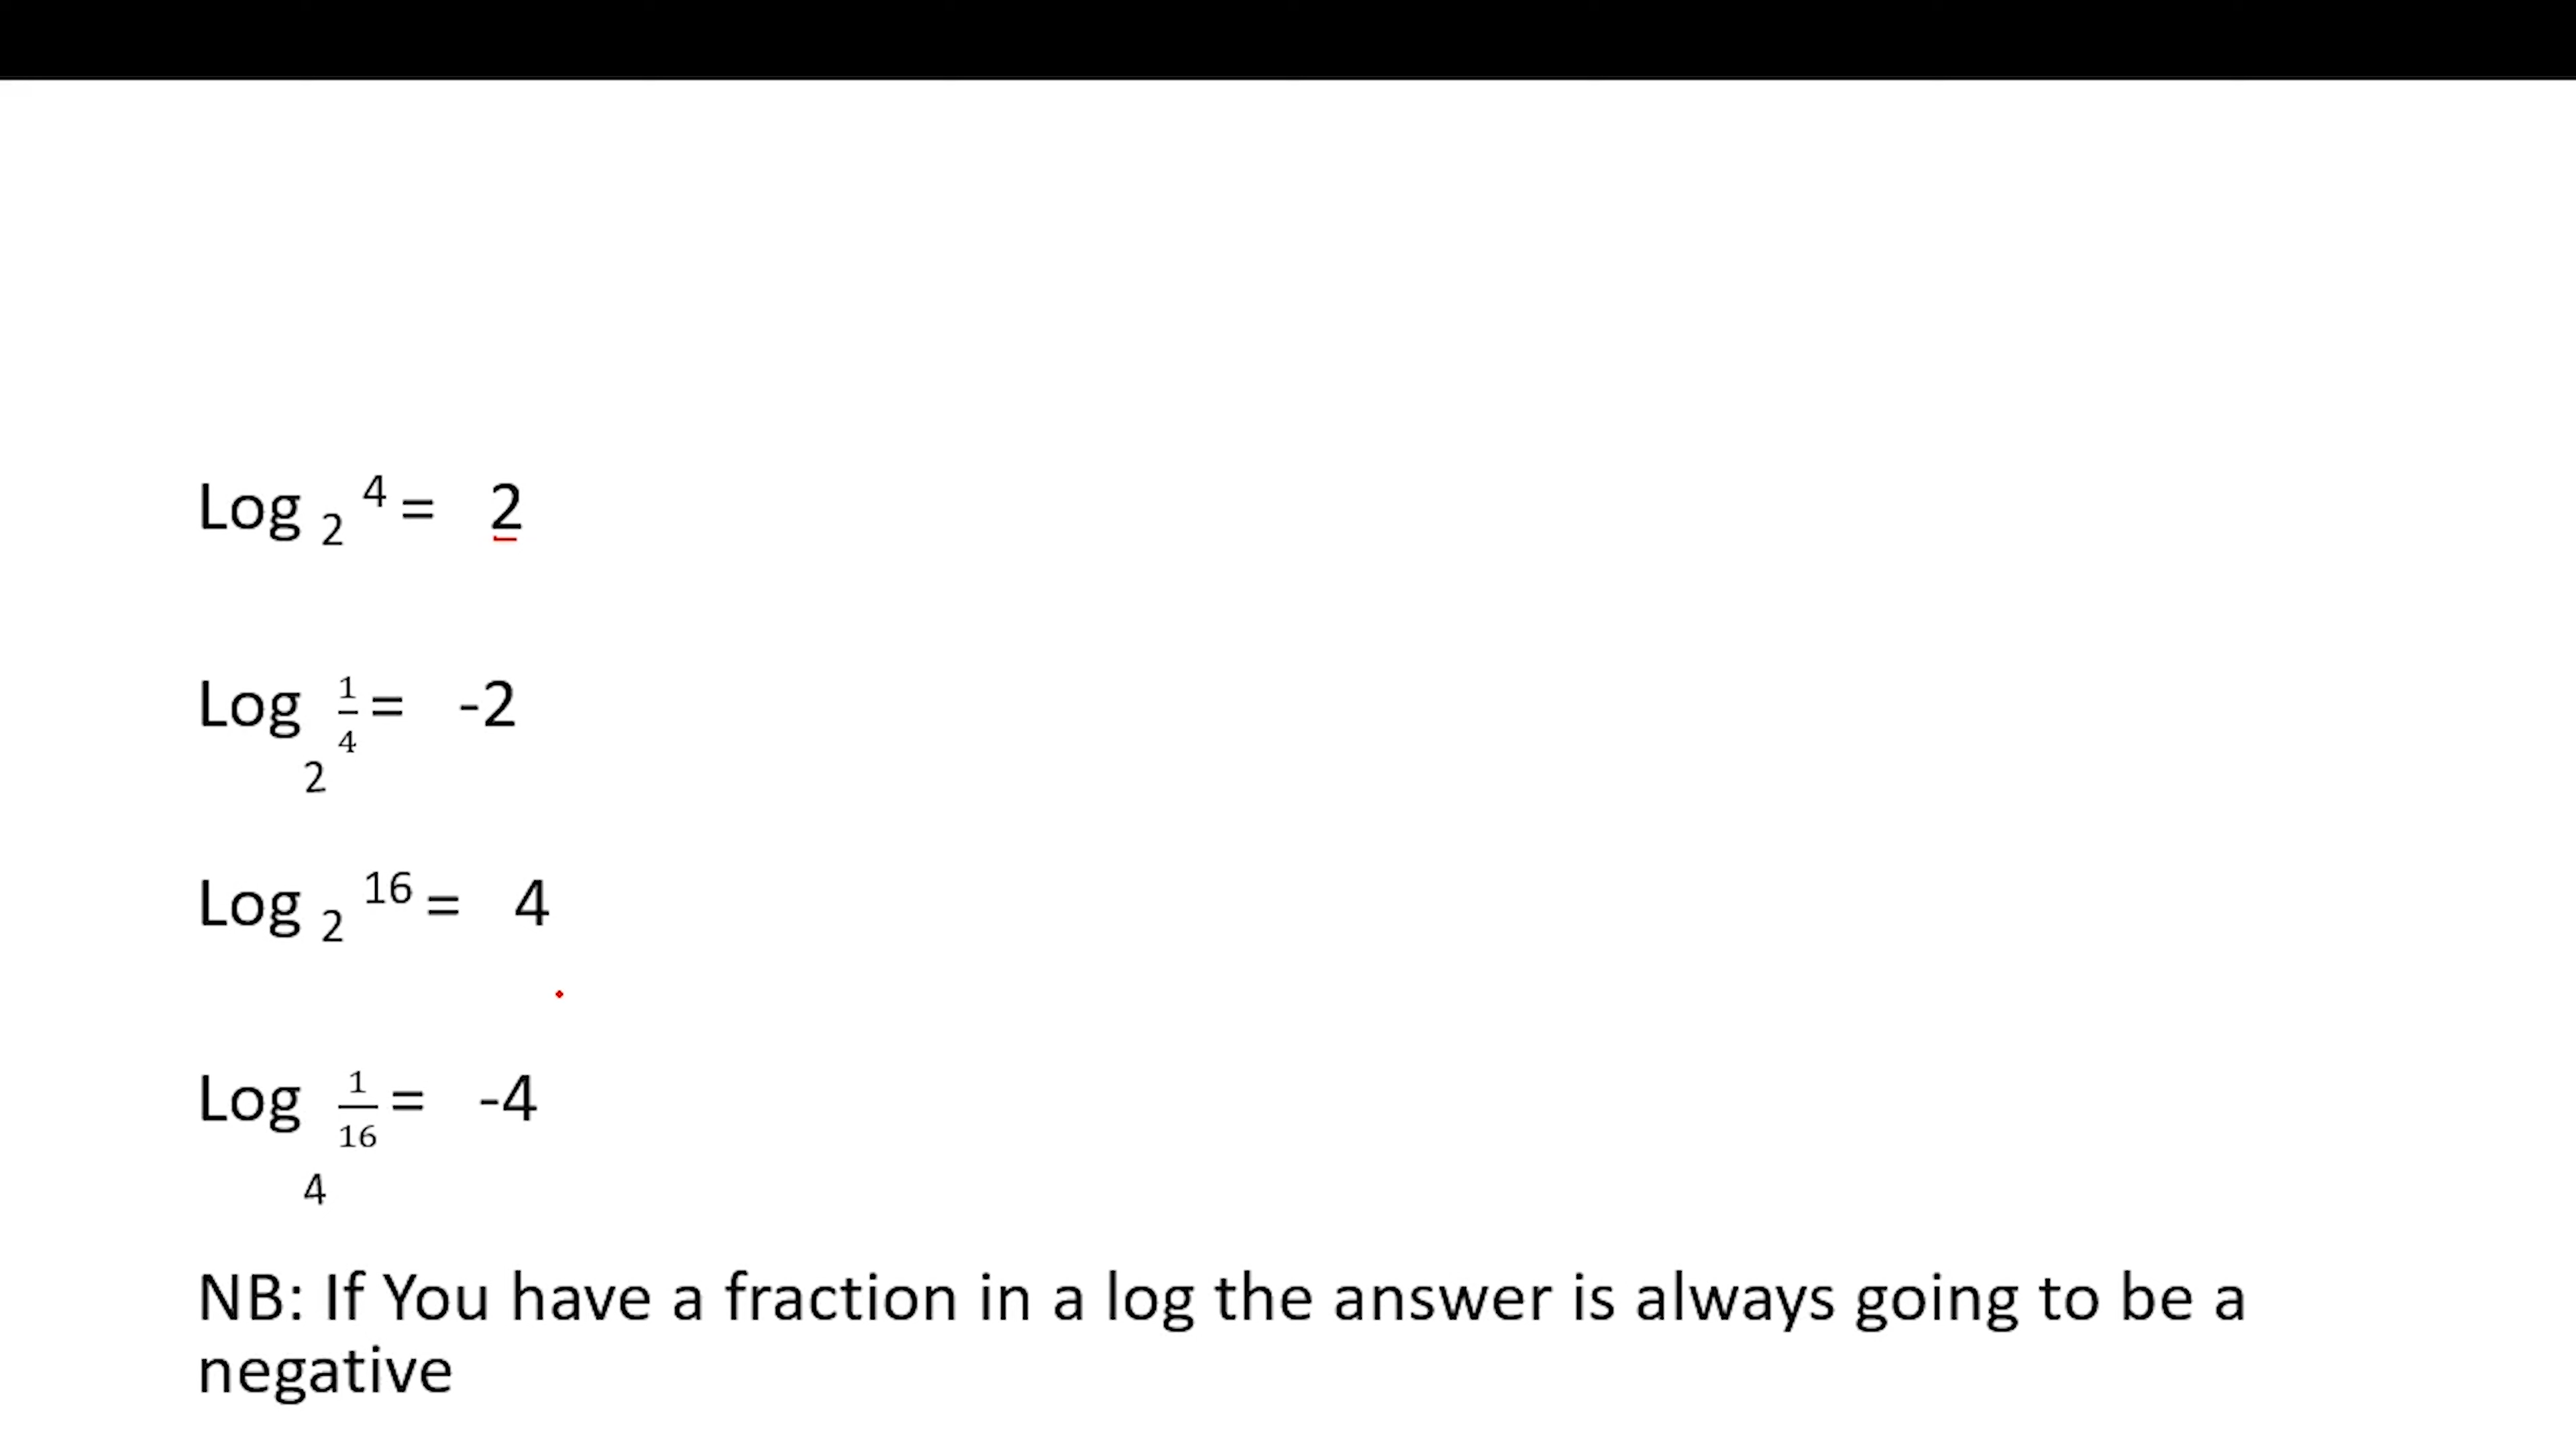 Log ₂ ⁴ = 2
Log ₂ 1/4 = -2
Log ₂ ¹⁶ = 4
Log ₄ 1/16 = -4
NB: If You have a fraction in a log the answer is always going to be a
negative